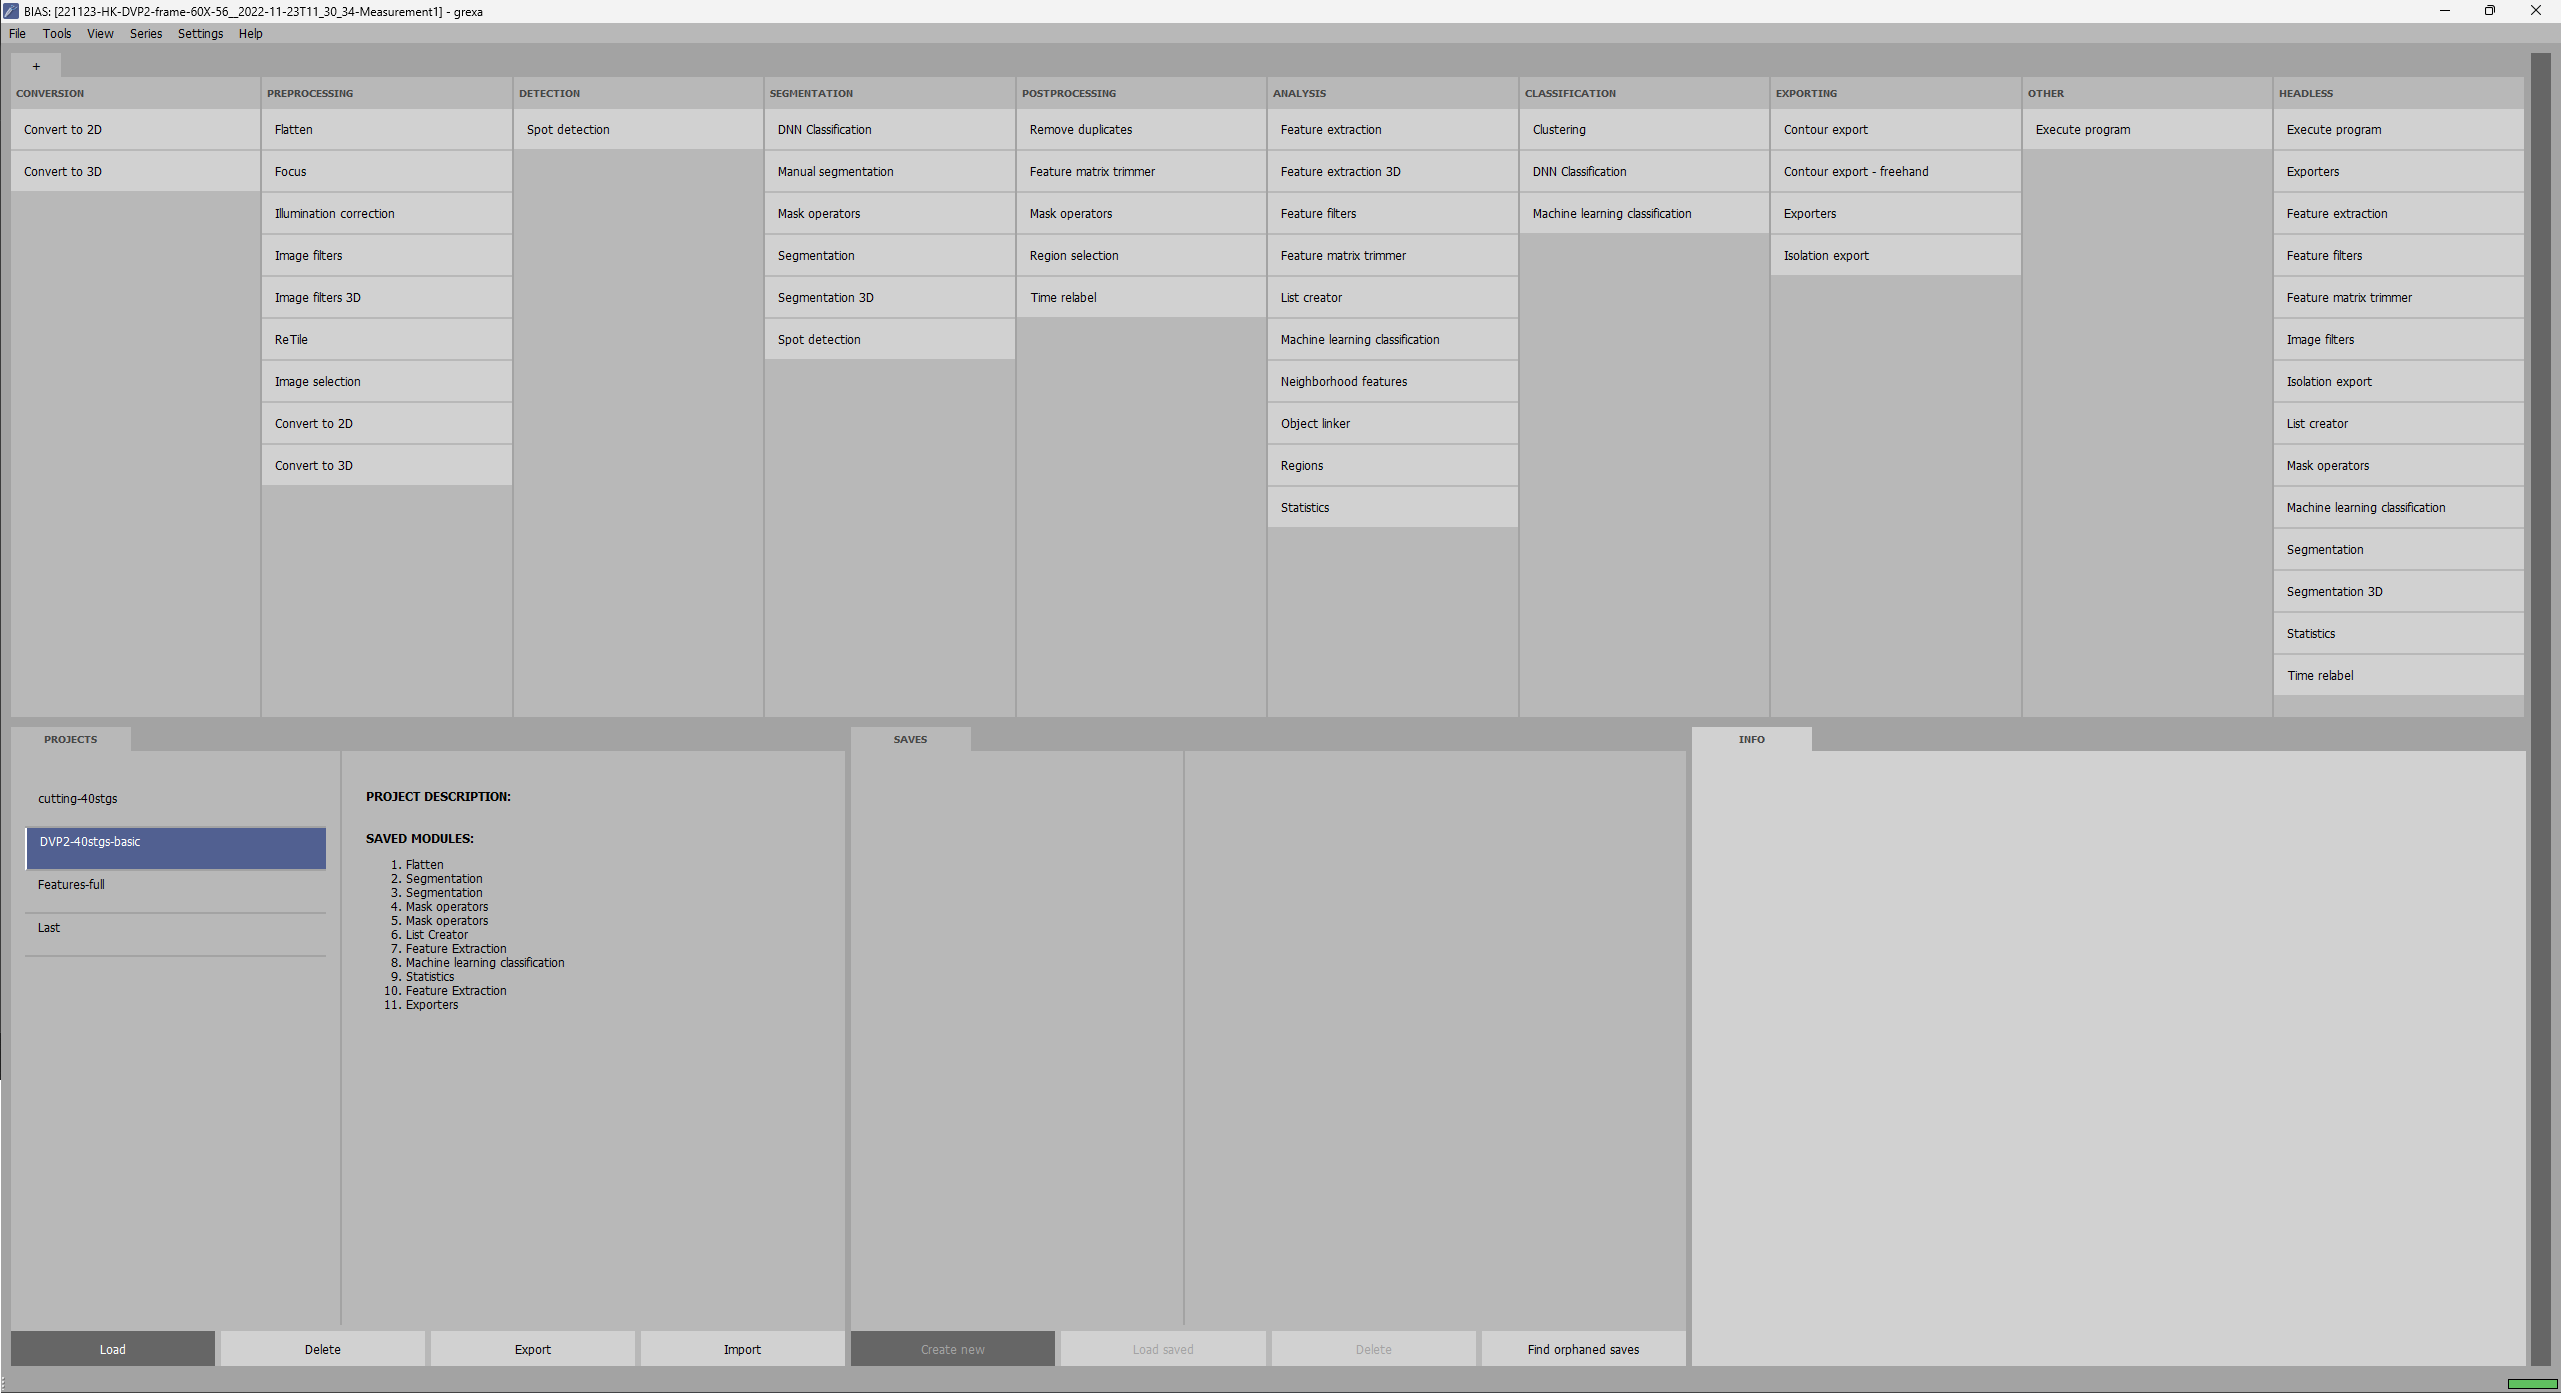 BIAS: [221123-HK-DVP2-frame-60X-56__2022-11-23T11_30_34-Measurement1] - grexa
File Tools View Series Settings Help
+
CONVERSION
Convert to 2D
Convert to 3D
PREPROCESSING
Flatten
Focus
Illumination correction
Image filters
Image filters 3D
ReTile
Image selection
Convert to 2D
Convert to 3D
DETECTION
Spot detection
SEGMENTATION
DNN Classification
Manual segmentation
Mask operators
Segmentation
Segmentation 3D
Spot detection
POSTPROCESSING
Remove duplicates
Feature matrix trimmer
Mask operators
Region selection
Time relabel
ANALYSIS
Feature extraction
Feature extraction 3D
Feature filters
Feature matrix trimmer
List creator
Machine learning classification
Neighborhood features
Object linker
Regions
Statistics
CLASSIFICATION
Clustering
DNN Classification
Machine learning classification
EXPORTING
Contour export
Contour export - freehand
Exporters
Isolation export
OTHER
Execute program
HEADLESS
Execute program
Exporters
Feature extraction
Feature filters
Feature matrix trimmer
Image filters
Isolation export
List creator
Mask operators
Machine learning classification
Segmentation
Segmentation 3D
Statistics
Time relabel
PROJECTS
cutting-40stgs
DVP2-40stgs-basic
Features-full
Last
PROJECT DESCRIPTION:
SAVED MODULES:
1. Flatten
2. Segmentation
3. Segmentation
4. Mask operators
5. Mask operators
6. List Creator
7. Feature Extraction
8. Machine learning classification
9. Statistics
10. Feature Extraction
11. Exporters
Load Delete Export Import
SAVES
Create new Load saved Delete Find orphaned saves
INFO